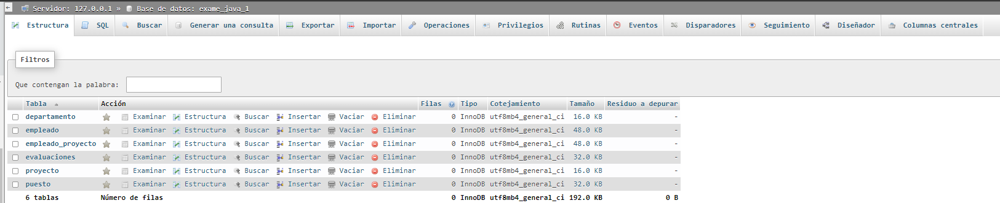 Servidor: 127.0.0.1 » Base de datos: exame_java_1
Estructura SQL Buscar Generar una consulta Exportar Importar Operaciones Privilegios Rutinas Eventos Disparadores Seguimiento Diseñador Columnas centrales
Filtros
Que contengan la palabra:
Tabla Acción Filas Tipo Cotejamiento Tamaño Residuo a depurar
departamento Examinar Estructura Buscar Insertar Vaciar Eliminar 0 InnoDB utf8mb4_general_ci 16.0 KB -
empleado Examinar Estructura Buscar Insertar Vaciar Eliminar 0 InnoDB utf8mb4_general_ci 48.0 KB -
empleado_proyecto Examinar Estructura Buscar Insertar Vaciar Eliminar 0 InnoDB utf8mb4_general_ci 48.0 KB -
evaluaciones Examinar Estructura Buscar Insertar Vaciar Eliminar 0 InnoDB utf8mb4_general_ci 32.0 KB -
proyecto Examinar Estructura Buscar Insertar Vaciar Eliminar 0 InnoDB utf8mb4_general_ci 16.0 KB -
puesto Examinar Estructura Buscar Insertar Vaciar Eliminar 0 InnoDB utf8mb4_general_ci 32.0 KB -
6 tablas Número de filas 0 InnoDB utf8mb4_general_ci 192.0 KB 0 B